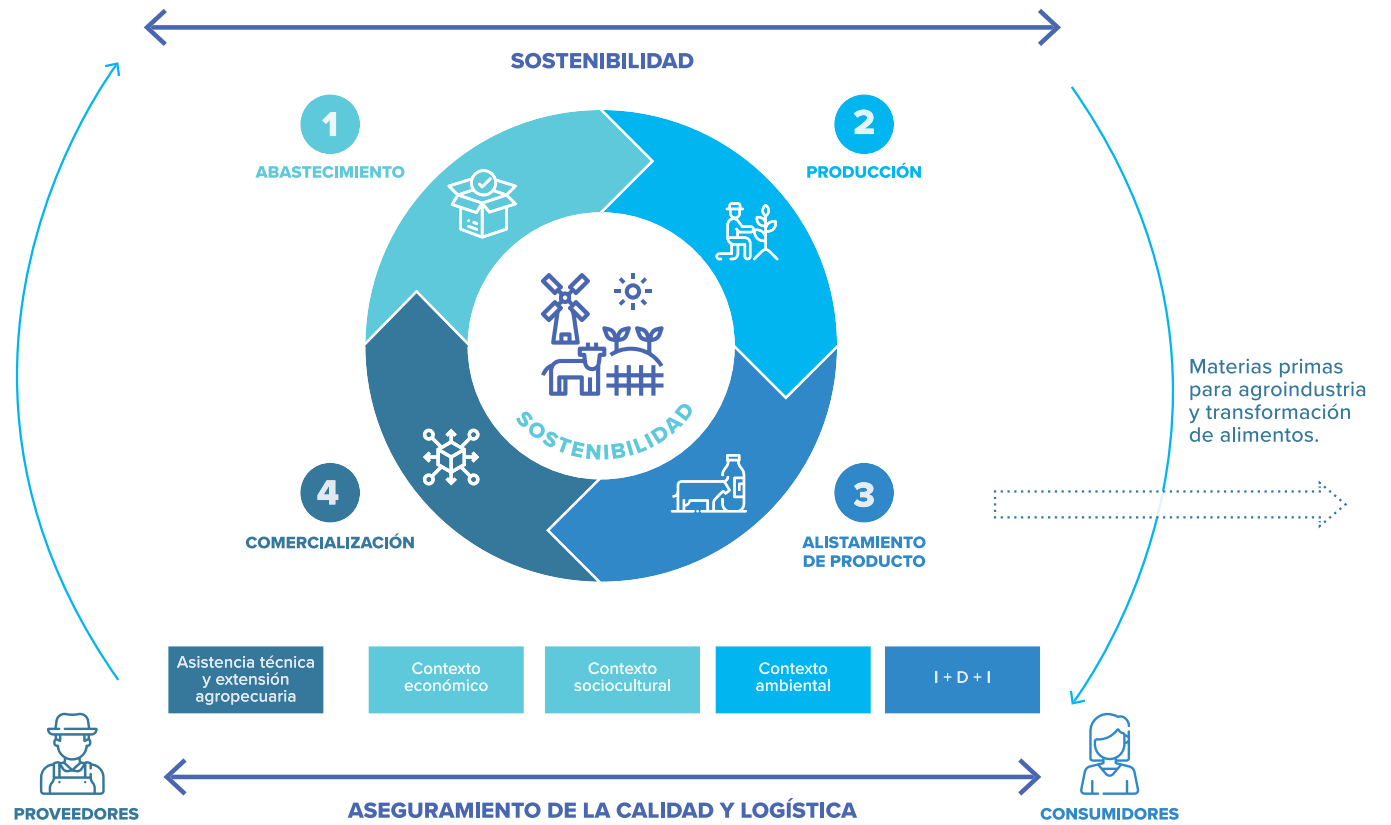 SOSTENIBILIDAD
1
ABASTECIMIENTO
2
PRODUCCIÓN
SOSTENIBILIDAD
Materias primas
para agroindustria
y transformación
de alimentos.
4
COMERCIALIZACIÓN
3
ALISTAMIENTO
DE PRODUCTO
Asistencia técnica
y extensión
agropecuaria
Contexto
económico
Contexto
sociocultural
Contexto
ambiental
I + D + I
PROVEEDORES
ASEGURAMIENTO DE LA CALIDAD Y LOGÍSTICA
CONSUMIDORES